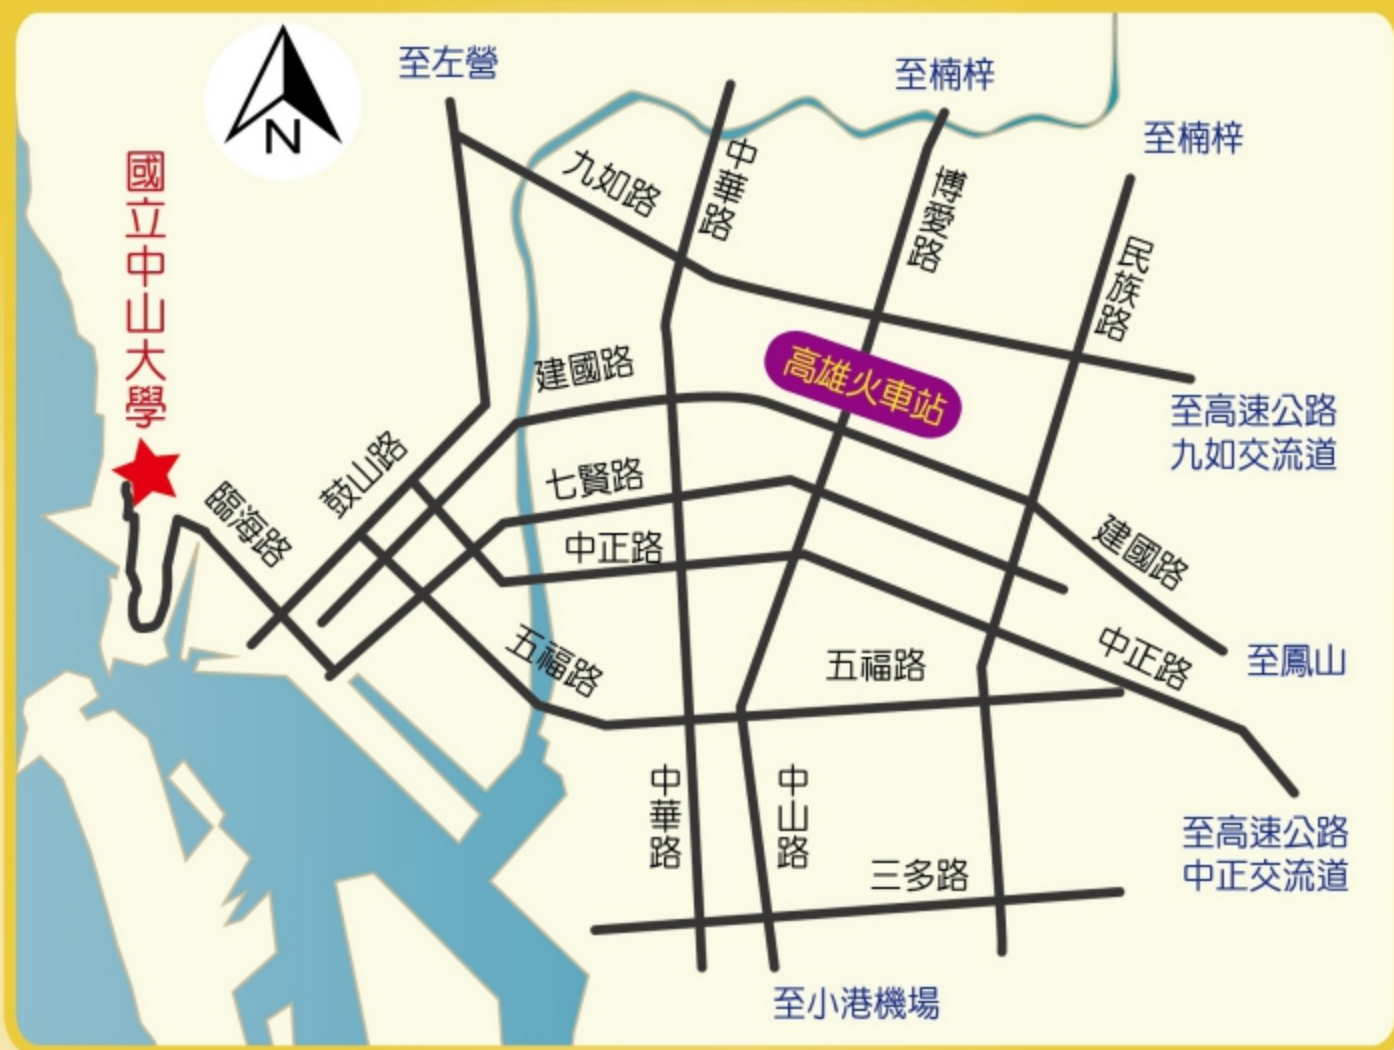 至左營
至楠梓
至楠梓
N
國立中山大學
九如路
中華路
博愛路
民族路
高雄火車站
建國路
至高速公路
九如交流道
鼓山路
臨海路
七賢路
中正路
建國路
五福路
五福路
中正路
至鳳山
中華路
中山路
三多路
至高速公路
中正交流道
至小港機場